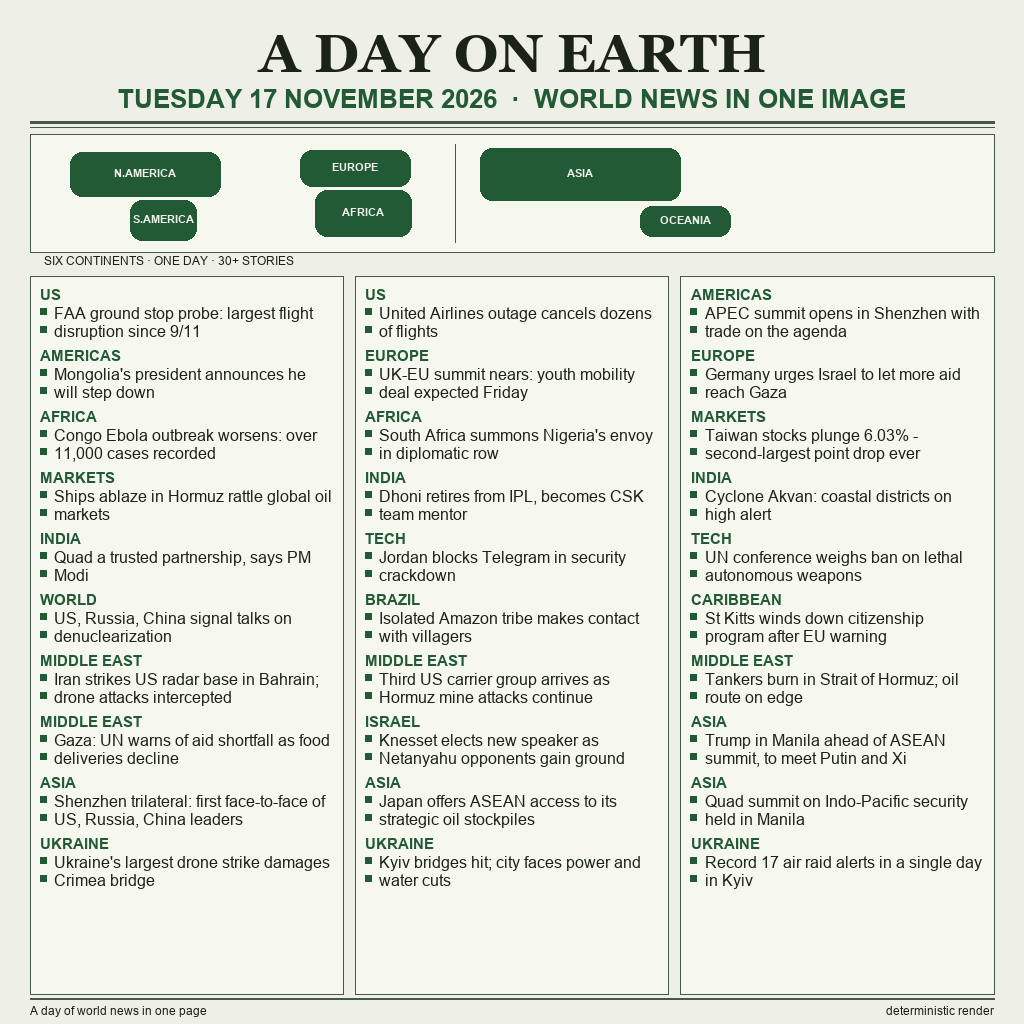 A DAY ON EARTH
TUESDAY 17 NOVEMBER 2026 · WORLD NEWS IN ONE IMAGE
N.AMERICA
S.AMERICA
EUROPE
AFRICA
ASIA
OCEANIA
SIX CONTINENTS · ONE DAY · 30+ STORIES
US
FAA ground stop probe: largest flight
disruption since 9/11
AMERICAS
Mongolia's president announces he
will step down
AFRICA
Congo Ebola outbreak worsens: over
11,000 cases recorded
MARKETS
Ships ablaze in Hormuz rattle global oil
markets
INDIA
Quad a trusted partnership, says PM
Modi
WORLD
US, Russia, China signal talks on
denuclearization
MIDDLE EAST
Iran strikes US radar base in Bahrain;
drone attacks intercepted
MIDDLE EAST
Gaza: UN warns of aid shortfall as food
deliveries decline
ASIA
Shenzhen trilateral: first face-to-face of
US, Russia, China leaders
UKRAINE
Ukraine's largest drone strike damages
Crimea bridge
US
United Airlines outage cancels dozens
of flights
EUROPE
UK-EU summit nears: youth mobility
deal expected Friday
AFRICA
South Africa summons Nigeria's envoy
in diplomatic row
INDIA
Dhoni retires from IPL, becomes CSK
team mentor
TECH
Jordan blocks Telegram in security
crackdown
BRAZIL
Isolated Amazon tribe makes contact
with villagers
MIDDLE EAST
Third US carrier group arrives as
Hormuz mine attacks continue
ISRAEL
Knesset elects new speaker as
Netanyahu opponents gain ground
ASIA
Japan offers ASEAN access to its
strategic oil stockpiles
UKRAINE
Kyiv bridges hit; city faces power and
water cuts
AMERICAS
APEC summit opens in Shenzhen with
trade on the agenda
EUROPE
Germany urges Israel to let more aid
reach Gaza
MARKETS
Taiwan stocks plunge 6.03% -
second-largest point drop ever
INDIA
Cyclone Akvan: coastal districts on
high alert
TECH
UN conference weighs ban on lethal
autonomous weapons
CARIBBEAN
St Kitts winds down citizenship
program after EU warning
MIDDLE EAST
Tankers burn in Strait of Hormuz; oil
route on edge
ASIA
Trump in Manila ahead of ASEAN
summit, to meet Putin and Xi
ASIA
Quad summit on Indo-Pacific security
held in Manila
UKRAINE
Record 17 air raid alerts in a single day
in Kyiv
A day of world news in one page
deterministic render